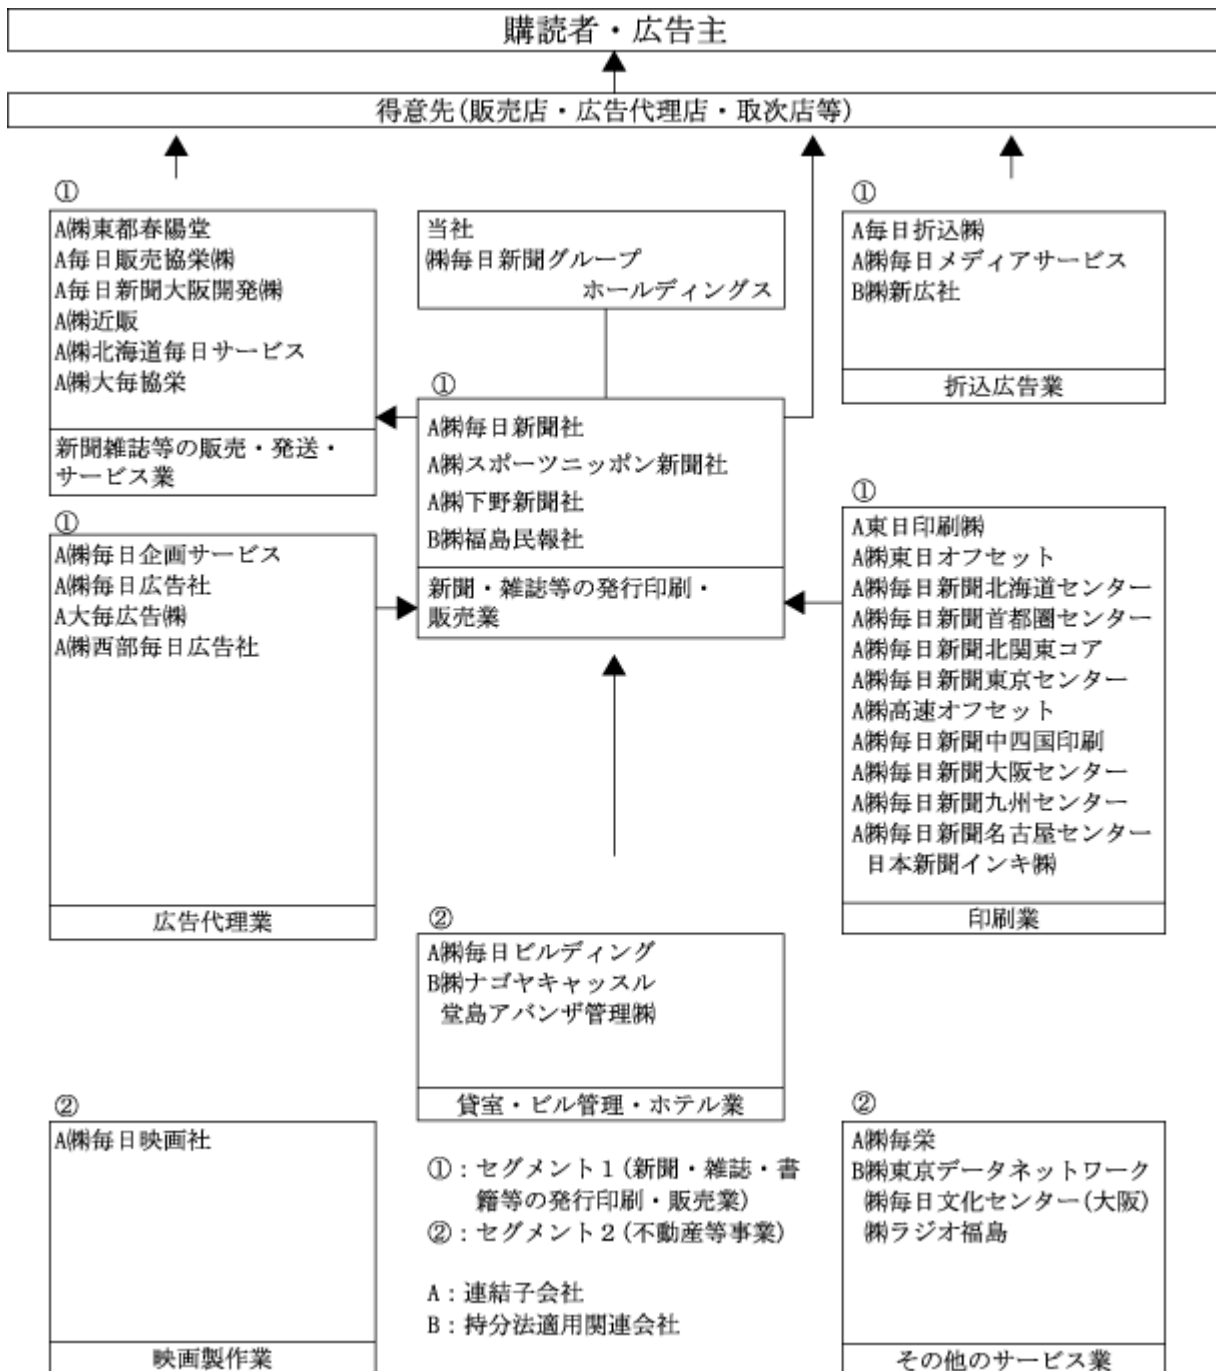 購読者・広告主
得意先(販売店・広告代理店・取次店等)
①
A㈱東都春陽堂
A毎日販売協栄㈱
A毎日新聞大阪開発㈱
A㈱近販
A㈱北海道毎日サービス
A㈱大毎協栄
新聞雑誌等の販売・発送・
サービス業
当社
㈱毎日新聞グループ
ホールディングス
①
A毎日折込㈱
A㈱毎日メディアサービス
B㈱新広社
折込広告業
①
A㈱毎日新聞社
A㈱スポーツニッポン新聞社
A㈱下野新聞社
B㈱福島民報社
新聞・雑誌等の発行印刷・
販売業
①
A㈱毎日企画サービス
A㈱毎日広告社
A大毎広告㈱
A㈱西部毎日広告社
広告代理業
①
A東日印刷㈱
A㈱東日オフセット
A㈱毎日新聞北海道センター
A㈱毎日新聞首都圏センター
A㈱毎日新聞北関東コア
A㈱毎日新聞東京センター
A㈱高速オフセット
A㈱毎日新聞中四国印刷
A㈱毎日新聞大阪センター
A㈱毎日新聞九州センター
A㈱毎日新聞名古屋センター
日本新聞インキ㈱
印刷業
②
A㈱毎日ビルディング
B㈱ナゴヤキャッスル
堂島アバンザ管理㈱
貸室・ビル管理・ホテル業
②
A㈱毎日映画社
映画製作業
①：セグメント１(新聞・雑誌・書
籍等の発行印刷・販売業)
②：セグメント２(不動産等事業)
A：連結子会社
B：持分法適用関連会社
②
A㈱毎栄
B㈱東京データネットワーク
㈱毎日文化センター(大阪)
㈱ラジオ福島
その他のサービス業